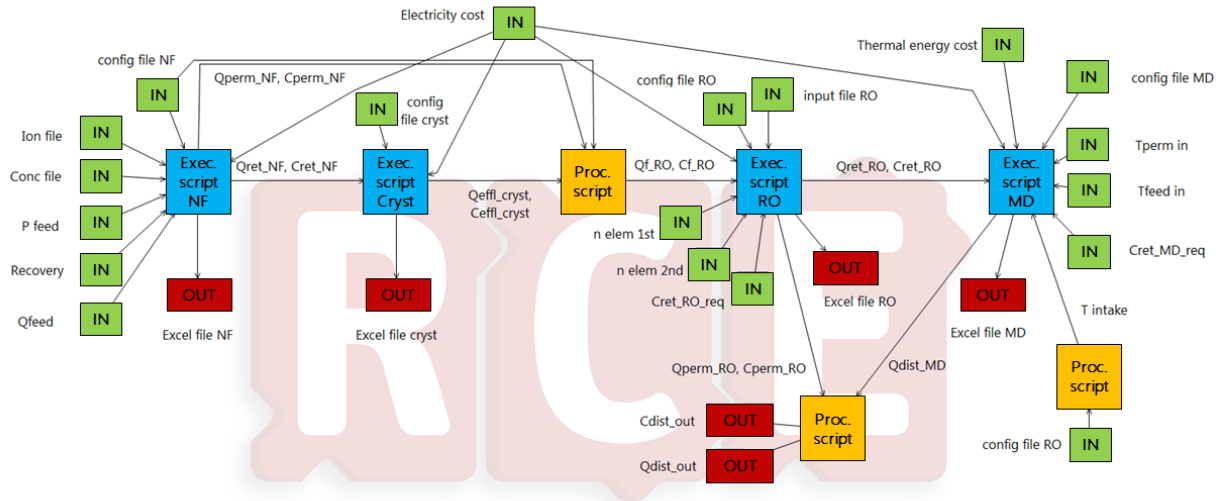 Electricity cost
IN
Thermal energy cost
IN
config file NF
Qperm_NF, Cperm_NF
config file RO
IN
input file RO
IN
config file MD
IN
IN
IN
config
file cryst
Ion file
IN
Exec.
script
NF
Qret_NF, Cret_NF
Exec.
script
Cryst
Proc.
script
Qf_RO, Cf_RO
Exec.
script
RO
Qret_RO, Cret_RO
Exec.
script
MD
IN
Tperm in
Conc file
IN
Qeffl_cryst,
Ceffl_cryst
IN
Tfeed in
P feed
IN
n elem 1st
IN
IN
Cret_MD_req
Recovery
IN
n elem 2nd
IN
Cret_RO_req
IN
OUT
Excel file RO
OUT
Excel file NF
OUT
Excel file cryst
OUT
Excel file MD
Qfeed
IN
T intake
Qperm_RO, Cperm_RO
Qdist_MD
Proc.
script
Cdist_out
OUT
Proc.
script
Qdist_out
OUT
config file RO
IN
RCE